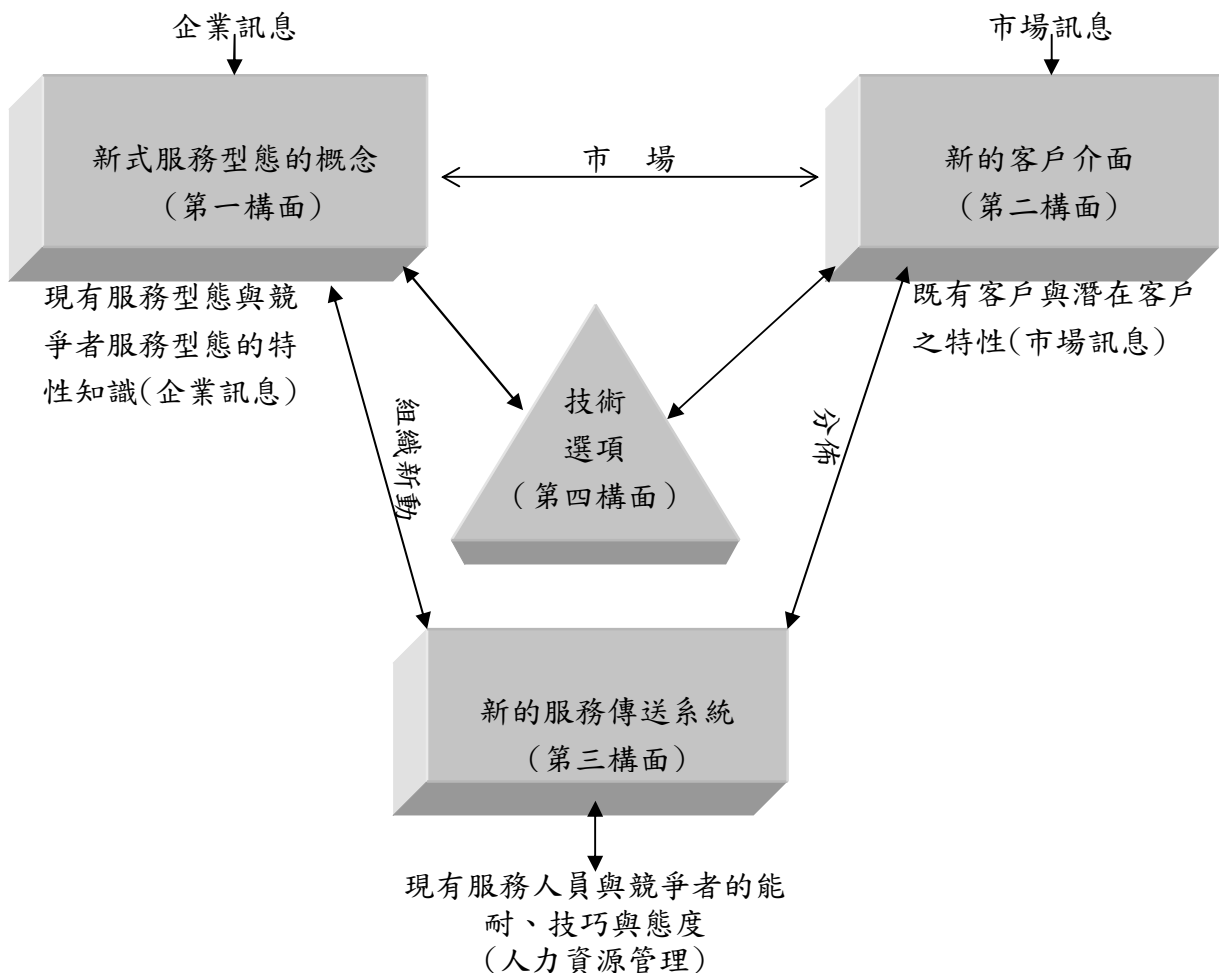 企業訊息
市場訊息
新式服務型態的概念
(第一構面)
市 場
新的客戶介面
(第二構面)
現有服務型態與競
爭者服務型態的特
性知識(企業訊息)
既有客戶與潛在客戶
之特性(市場訊息)
技術
選項
(第四構面)
組織新動
分佈
新的服務傳送系統
(第三構面)
現有服務人員與競爭者的能
耐、技巧與態度
(人力資源管理)